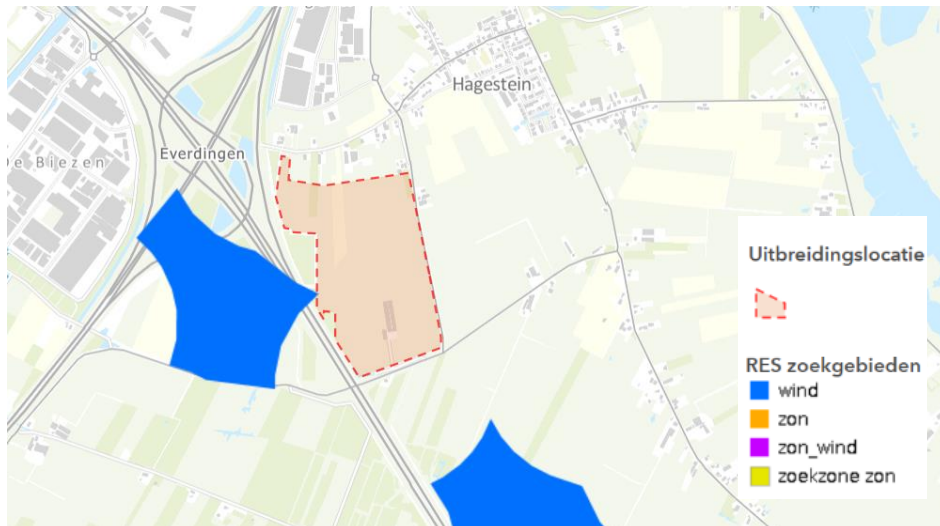 Hagestein
De Biezen
Everdingen
Uitbreidingslocatie
RES zoekgebieden
wind
zon
zon_wind
zoekzone zon